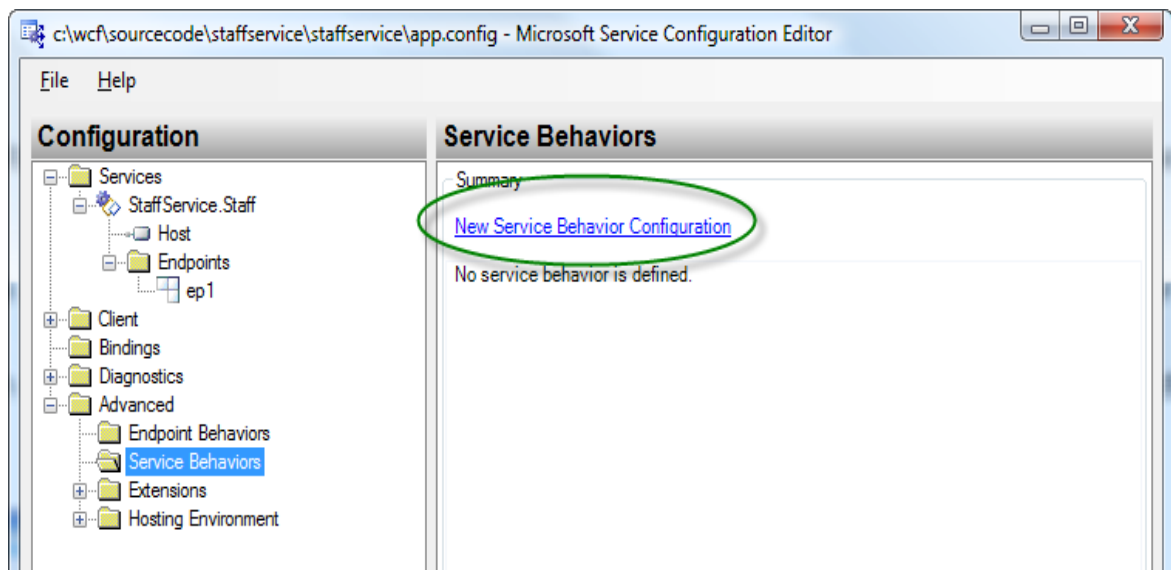 c:\wcf\sourcecode\staffservice\staffservice\app.config - Microsoft Service Configuration Editor
File Help
Configuration
Services
StaffService.Staff
Host
Endpoints
ep1
Client
Bindings
Diagnostics
Advanced
Endpoint Behaviors
Service Behaviors
Extensions
Hosting Environment
Service Behaviors
Summary
New Service Behavior Configuration
No service behavior is defined.